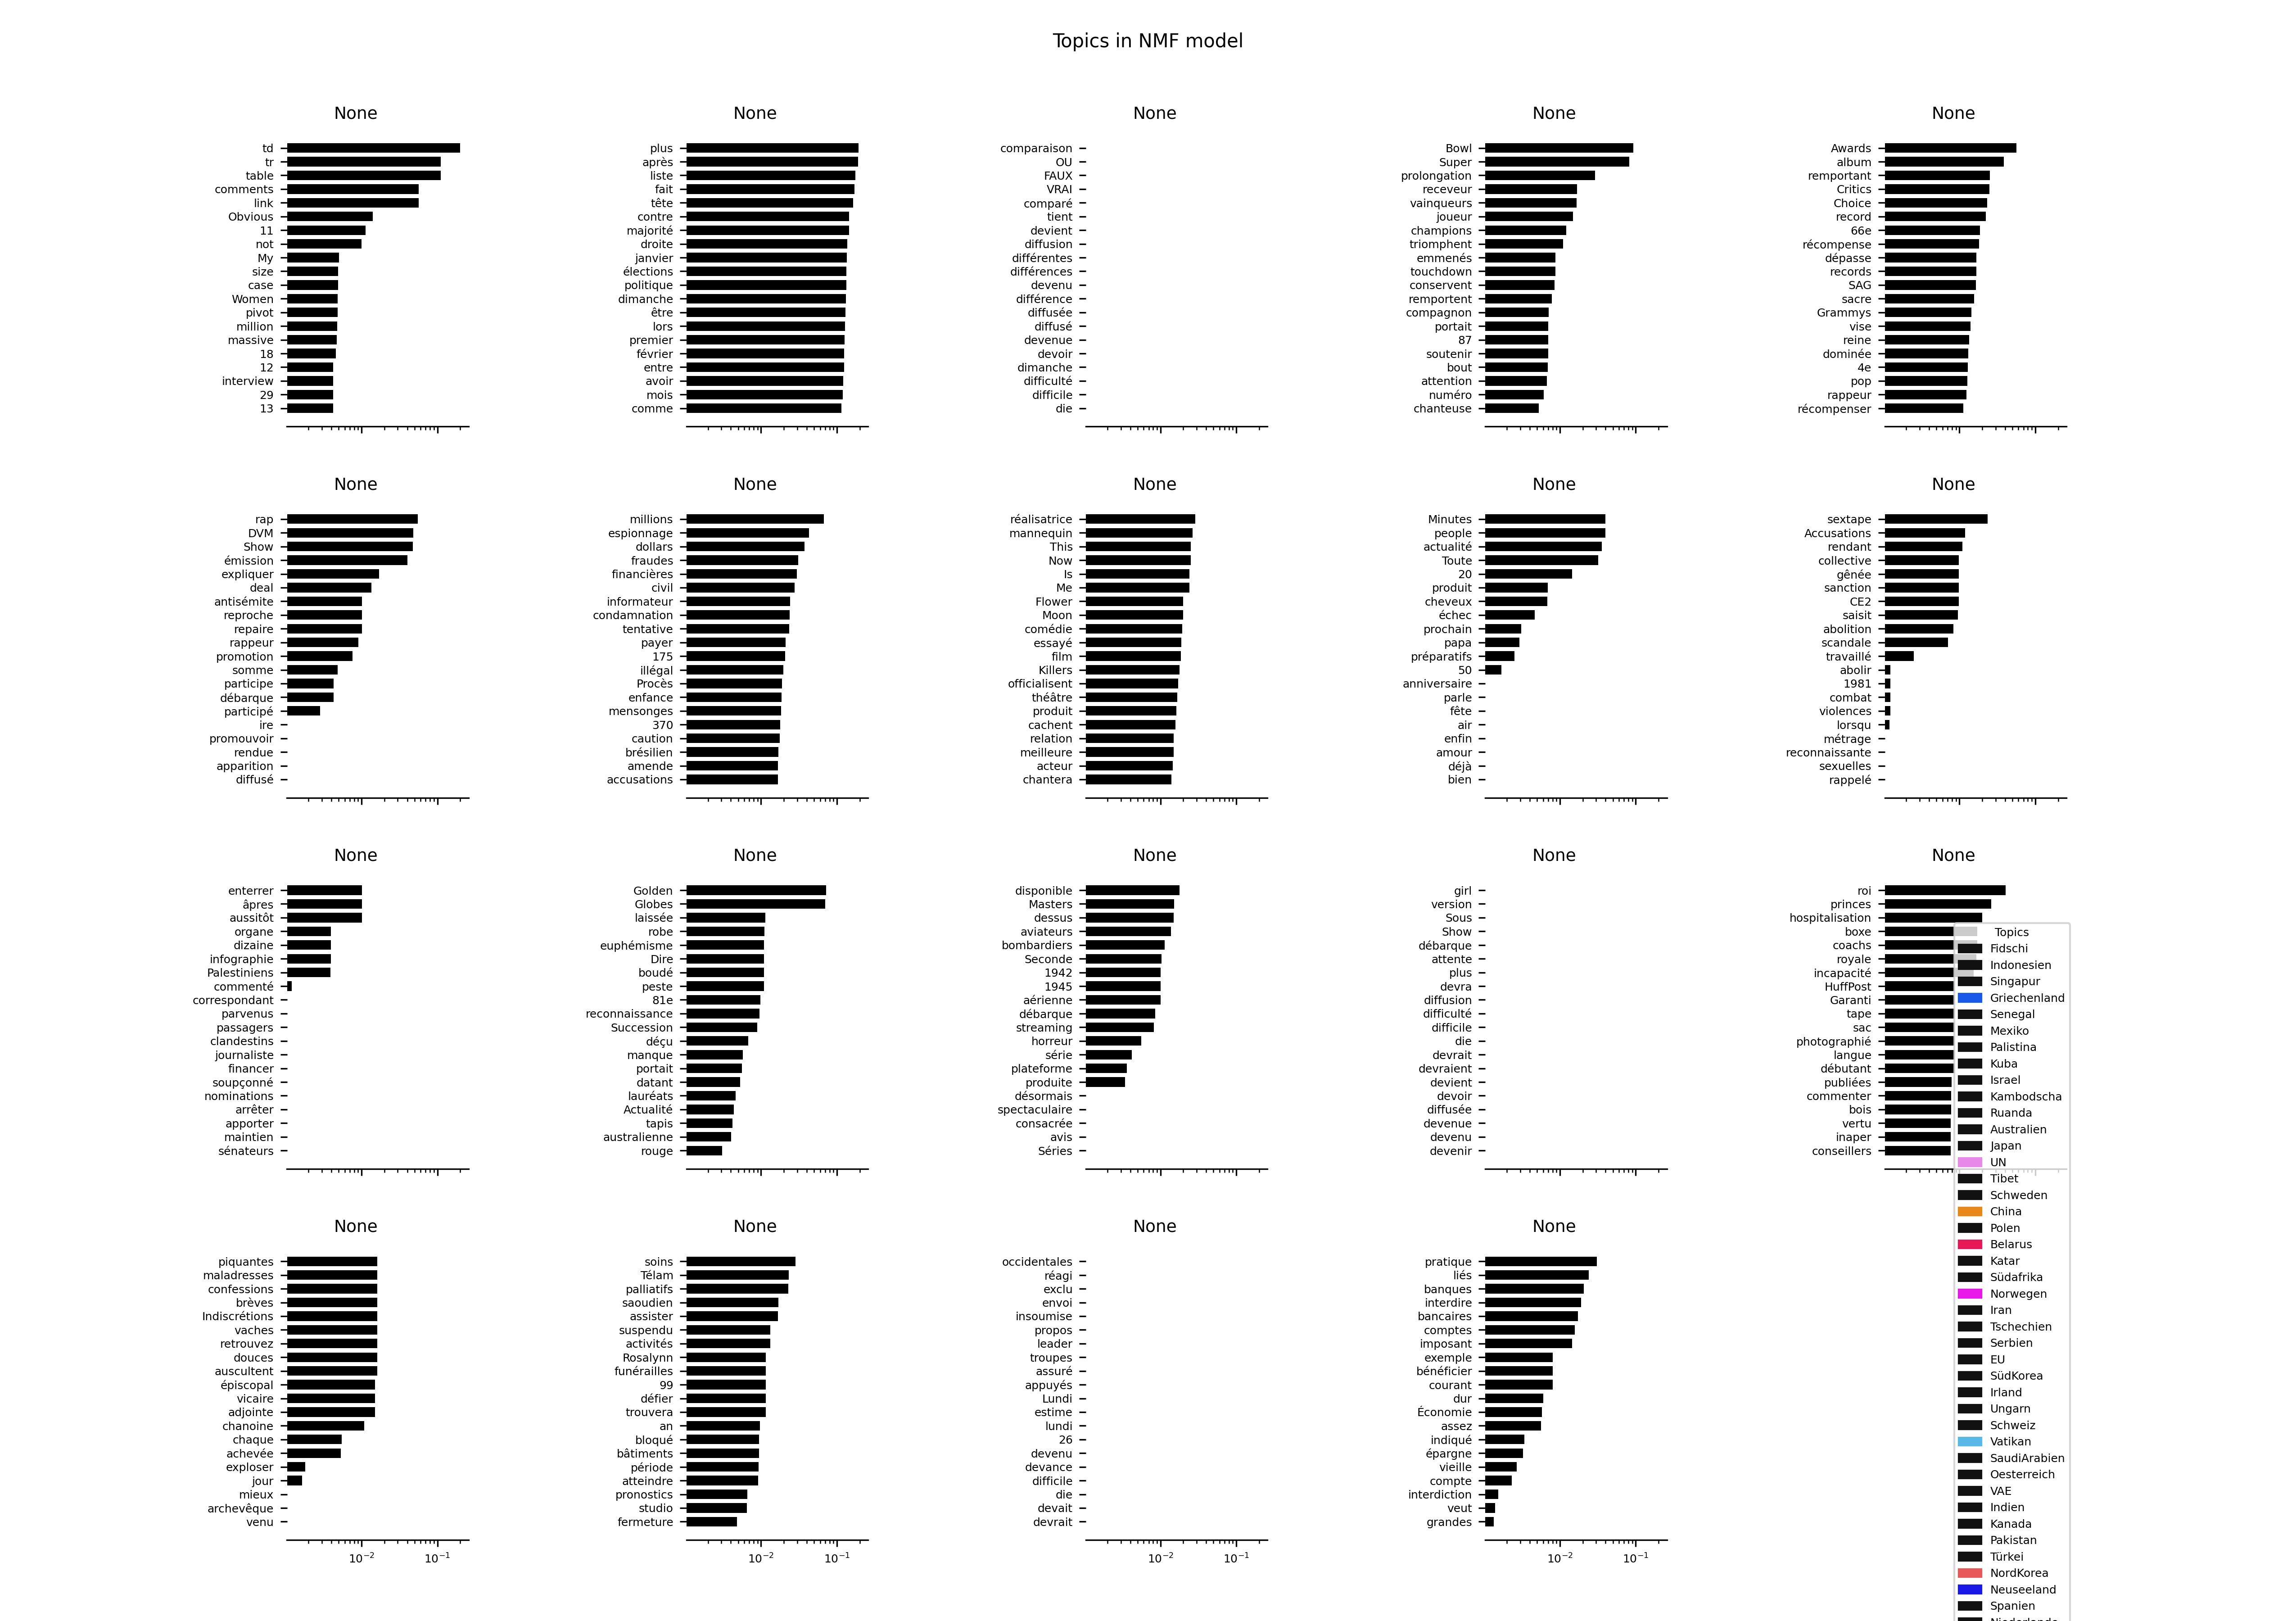 Topics in NMF model
None
td
tr
table
comments
link
Obvious
11
not
My
size
case
Women
pivot
million
massive
18
12
interview
29
13
None
plus
après
liste
fait
tête
contre
majorité
droite
janvier
élections
politique
dimanche
être
lors
premier
février
entre
avoir
mois
comme
None
comparaison
OU
FAUX
VRAI
comparé
tient
devient
diffusion
différentes
différences
devenu
différence
diffusée
diffusé
devenue
devoir
dimanche
difficulté
difficile
die
None
Bowl
Super
prolongation
receveur
vainqueurs
joueur
champions
triomphent
emmenés
touchdown
conservent
remportent
compagnon
portait
87
soutenir
bout
attention
numéro
chanteuse
None
Awards
album
remportant
Critics
Choice
record
66e
récompense
dépasse
records
SAG
sacre
Grammys
vise
reine
dominée
4e
pop
rappeur
récompenser
None
rap
DVM
Show
émission
expliquer
deal
antisémite
reproche
repaire
rappeur
promotion
somme
participe
débarque
participé
ire
promouvoir
rendue
apparition
diffusé
None
millions
espionnage
dollars
fraudes
financières
civil
informateur
condamnation
tentative
payer
175
illégal
Procès
enfance
mensonges
370
caution
brésilien
amende
accusations
None
réalisatrice
mannequin
This
Now
Is
Me
Flower
Moon
comédie
essayé
film
Killers
officialisent
théâtre
produit
cachent
relation
meilleure
acteur
chantera
None
Minutes
people
actualité
Toute
20
produit
cheveux
échec
prochain
papa
préparatifs
50
anniversaire
parle
fête
air
enfin
amour
déjà
bien
None
sextape
Accusations
rendant
collective
gênée
sanction
CE2
saisit
abolition
scandale
travaillé
abolir
1981
combat
violences
lorsqu
métrage
reconnaissante
sexuelles
rappelé
None
enterrer
âpres
aussitôt
organe
dizaine
infographie
Palestiniens
commenté
correspondant
parvenus
passagers
clandestins
journaliste
financer
soupçonné
nominations
arrêter
apporter
maintien
sénateurs
None
Golden
Globes
laissée
robe
euphémisme
Dire
boudé
peste
81e
reconnaissance
Succession
déçu
manque
portait
datant
lauréats
Actualité
tapis
australienne
rouge
None
disponible
Masters
dessus
aviateurs
bombardiers
Seconde
1942
1945
aérienne
débarque
streaming
horreur
série
plateforme
produite
désormais
spectaculaire
consacrée
avis
Séries
None
girl
version
Sous
Show
débarque
attente
plus
devra
diffusion
difficulté
difficile
die
devrait
devraient
devient
devoir
diffusée
devenue
devenu
devenir
None
roi
princes
hospitalisation
boxe
coachs
royale
incapacité
HuffPost
Garanti
tape
sac
photographié
langue
débutant
publiées
commenter
bois
vertu
inaper
conseillers
None
piquantes
maladresses
confessions
brèves
Indiscrétions
vaches
retrouvez
douces
auscultent
épiscopal
vicaire
adjointe
chanoine
chaque
achevée
exploser
jour
mieux
archevêque
venu
10⁻² 10⁻¹
None
soins
Télam
palliatifs
saoudien
assister
suspendu
activités
Rosalynn
funérailles
99
défier
trouvera
an
bloqué
bâtiments
période
atteindre
pronostics
studio
fermeture
10⁻² 10⁻¹
None
occidentales
réagi
exclu
envoi
insoumise
propos
leader
troupes
assuré
appuyés
Lundi
estime
lundi
26
devenu
devance
difficile
die
devait
devrait
10⁻² 10⁻¹
None
pratique
liés
banques
interdire
bancaires
comptes
imposant
exemple
bénéficier
courant
dur
Économie
assez
indiqué
épargne
vieille
compte
interdiction
veut
grandes
10⁻² 10⁻¹
Topics
Fidschi
Indonesien
Singapur
Griechenland
Senegal
Mexiko
Palistina
Kuba
Israel
Kambodscha
Ruanda
Australien
Japan
UN
Tibet
Schweden
China
Polen
Belarus
Katar
Südafrika
Norwegen
Iran
Tschechien
Serbien
EU
SüdKorea
Irland
Ungarn
Schweiz
Vatikan
SaudiArabien
Oesterreich
VAE
Indien
Kanada
Pakistan
Türkei
NordKorea
Neuseeland
Spanien